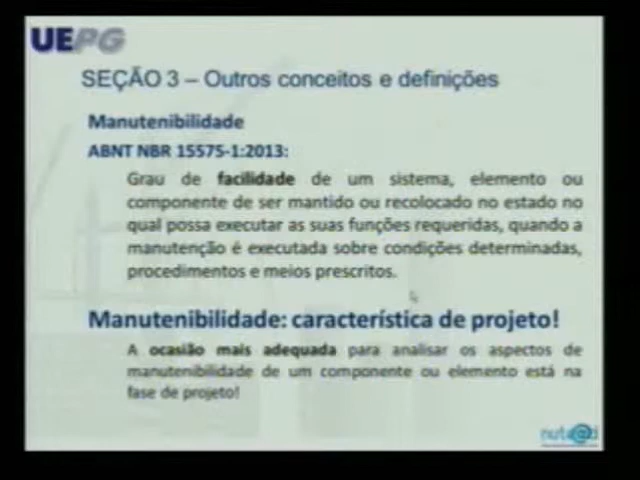 UEPG
SEÇÃO 3 – Outros conceitos e definições
Manutenibilidade
ABNT NBR 15575-1:2013:
Grau de facilidade de um sistema, elemento ou
componente de ser mantido ou recolocado no estado no
qual possa executar as suas funções requeridas, quando a
manutenção é executada sobre condições determinadas,
procedimentos e meios prescritos.
Manutenibilidade: característica de projeto!
A ocasião mais adequada para analisar os aspectos de
manutenibilidade de um componente ou elemento está na
fase de projeto!
nute@d